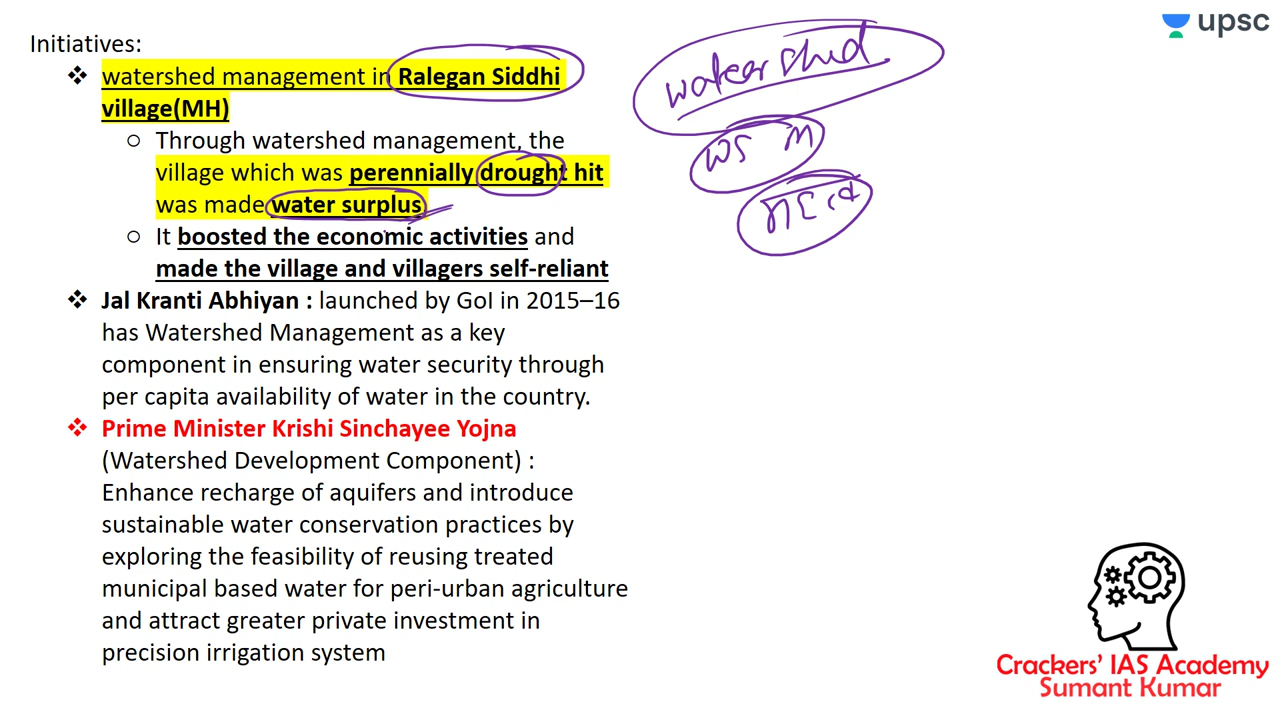 upsc
Initiatives:
❖ watershed management in Ralegan Siddhi
village(MH)
○ Through watershed management, the
village which was perennially drought hit
was made water surplus
○ It boosted the economic activities and
made the village and villagers self-reliant
❖ Jal Kranti Abhiyan : launched by GoI in 2015–16
has Watershed Management as a key
component in ensuring water security through
per capita availability of water in the country.
❖ Prime Minister Krishi Sinchayee Yojna
(Watershed Development Component) :
Enhance recharge of aquifers and introduce
sustainable water conservation practices by
exploring the feasibility of reusing treated
municipal based water for peri-urban agriculture
and attract greater private investment in
precision irrigation system
watershed
WS M
Crackers' IAS Academy
Sumant Kumar